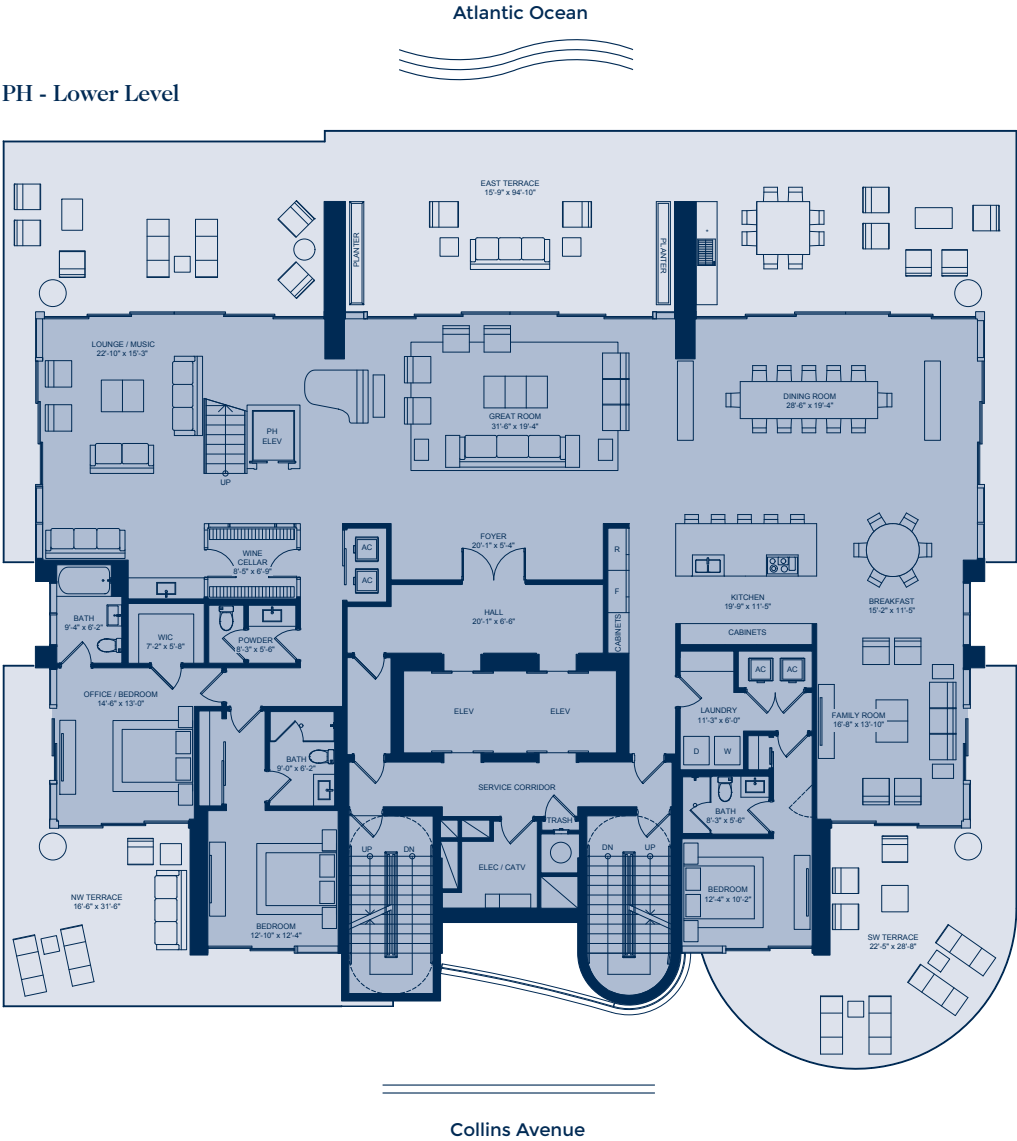 Atlantic Ocean
PH - Lower Level
EAST TERRACE
15'-9" x 94'-10"
PLANTER
PLANTER
LOUNGE / MUSIC
22'-10" x 15'-3"
PH
ELEV
UP
GREAT ROOM
31'-6" x 19'-4"
DINING ROOM
28'-6" x 19'-4"
WINE
CELLAR
8'-5" x 6'-9"
AC
AC
FOYER
20'-1" x 5'-4"
R
F
CABINETS
KITCHEN
19'-9" x 11'-5"
BREAKFAST
15'-2" x 11'-5"
CABINETS
BATH
9'-4" x 6'-2"
WIC
7'-2" x 5'-8"
POWDER
8'-3" x 5'-6"
HALL
20'-1" x 6'-6"
OFFICE / BEDROOM
14'-6" x 13'-0"
ELEV
ELEV
AC
AC
LAUNDRY
11'-3" x 6'-0"
D
W
FAMILY ROOM
16'-8" x 13'-10"
BATH
9'-0" x 6'-2"
SERVICE CORRIDOR
TRASH
BATH
8'-3" x 5'-6"
UP
DN
ELEC / CATV
DN
UP
NW TERRACE
16'-6" x 31'-6"
BEDROOM
12'-10" x 12'-4"
BEDROOM
12'-4" x 10'-2"
SW TERRACE
22'-5" x 28'-8"
Collins Avenue